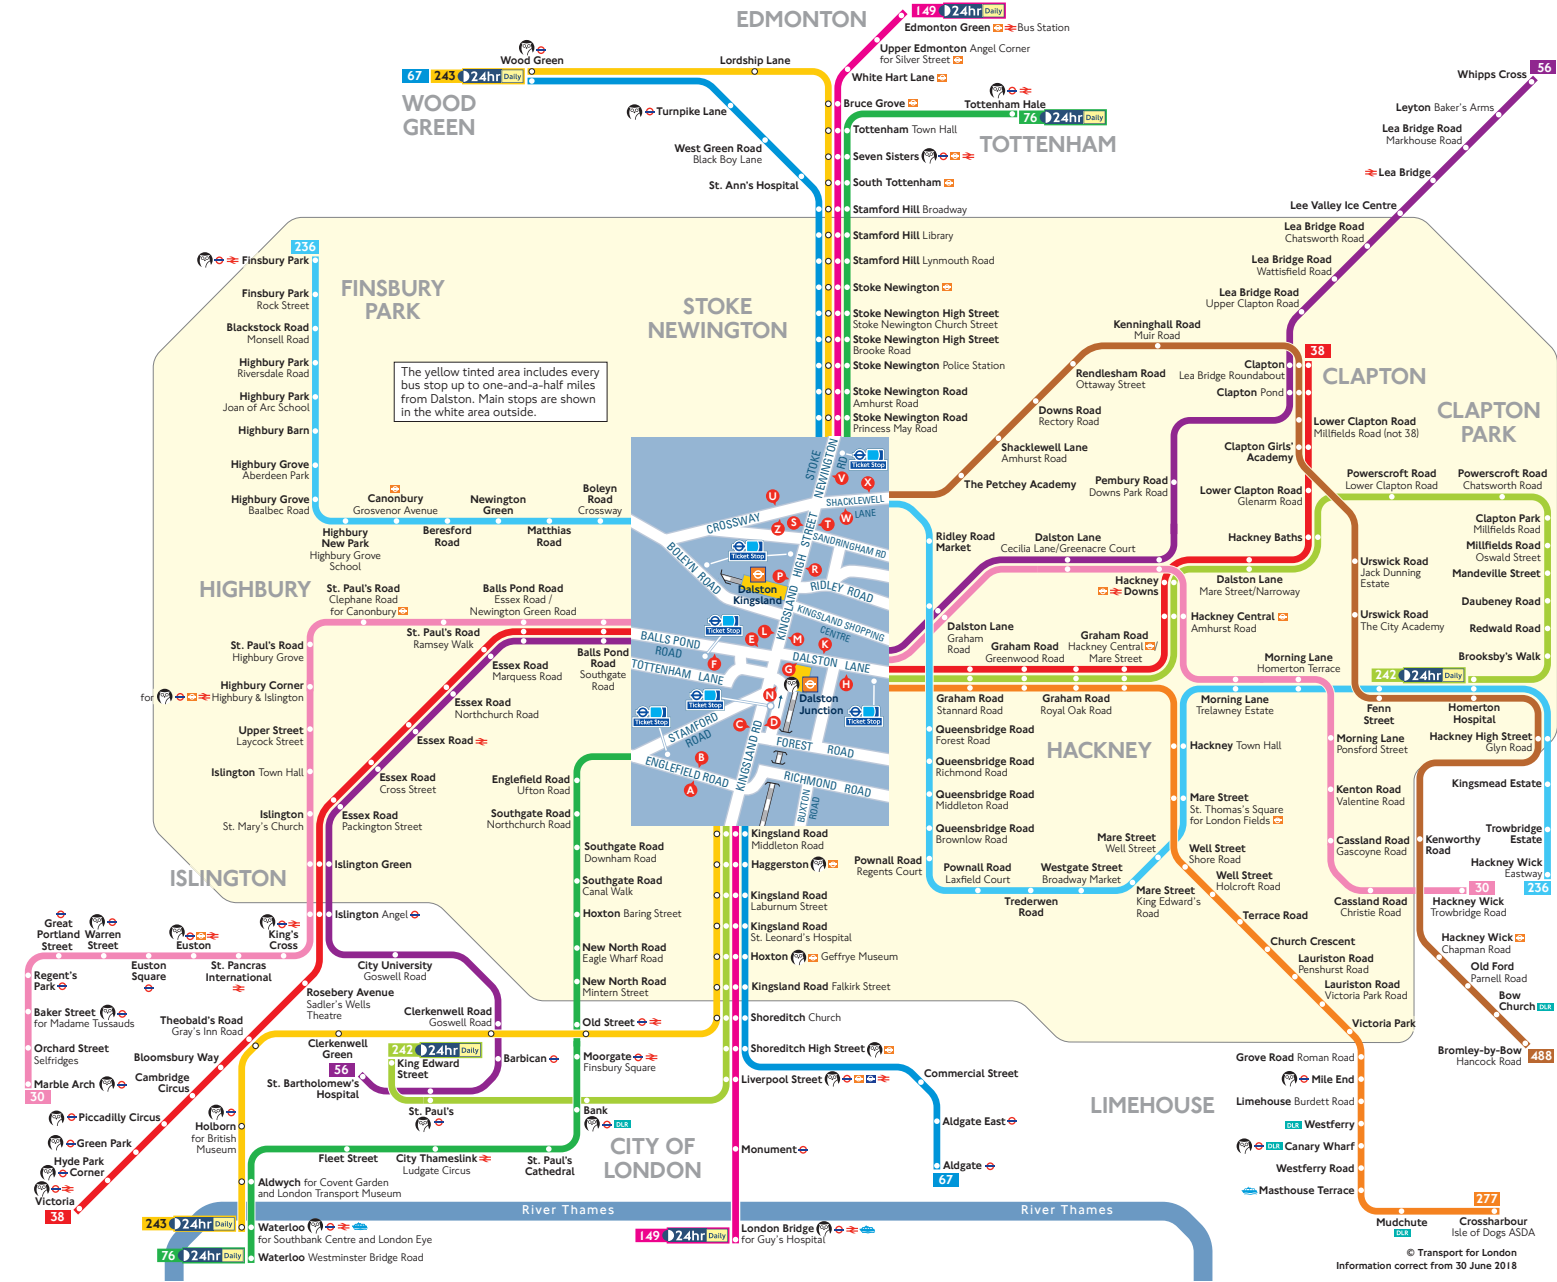 EDMONTON
149 24hr Daily
Edmonton Green Bus Station
Upper Edmonton Angel Corner
for Silver Street
White Hart Lane
Wood Green
67 243 24hr Daily
WOOD
GREEN
Lordship Lane
Turnpike Lane
West Green Road
Black Boy Lane
St. Ann's Hospital
Bruce Grove
Tottenham Hale
76 24hr Daily
TOTTENHAM
Tottenham Town Hall
Seven Sisters
South Tottenham
Stamford Hill Broadway
Stamford Hill Library
Stamford Hill Lynmouth Road
Stoke Newington
Stoke Newington High Street
Stoke Newington Church Street
Stoke Newington High Street
Brooke Road
Stoke Newington Police Station
Stoke Newington Road
Amhurst Road
Stoke Newington Road
Princess May Road
56
Whipps Cross
Leyton Baker's Arms
Lea Bridge Road
Markhouse Road
Lea Bridge
Lee Valley Ice Centre
Lea Bridge Road
Chatsworth Road
Lea Bridge Road
Wattisfield Road
Lea Bridge Road
Upper Clapton Road
236
Finsbury Park
Finsbury Park
Rock Street
Blackstock Road
Monsell Road
Highbury Park
Riversdale Road
Highbury Park
Joan of Arc School
Highbury Barn
Highbury Grove
Aberdeen Park
Highbury Grove
Baalbec Road
FINSBURY
PARK
STOKE
NEWINGTON
The yellow tinted area includes every
bus stop up to one-and-a-half miles
from Dalston. Main stops are shown
in the white area outside.
Highbury
New Park
Highbury Grove
School
Canonbury
Grosvenor Avenue
Beresford
Road
Newington
Green
Matthias
Road
Boleyn
Road
Crossway
Kenninghall Road
Muir Road
Rendlesham Road
Ottaway Street
Downs Road
Rectory Road
Shacklewell Lane
Amhurst Road
The Petchey Academy
38
CLAPTON
Clapton
Lea Bridge Roundabout
Clapton Pond
Lower Clapton Road
Millfields Road (not 38)
Clapton Girls'
Academy
Lower Clapton Road
Glenarm Road
Hackney Baths
CLAPTON
PARK
Powerscroft Road
Lower Clapton Road
Powerscroft Road
Chatsworth Road
Clapton Park
Millfields Road
Millfields Road
Oswald Street
Mandeville Street
Daubeney Road
Redwald Road
Brooksby's Walk
242 24hr Daily
Pembury Road
Downs Park Road
Dalston Lane
Cecilia Lane/Greenacre Court
Ridley Road
Market
Hackney
Downs
Dalston Lane
Mare Street/Narroway
Urswick Road
Jack Dunning
Estate
Urswick Road
The City Academy
Hackney Central
Amhurst Road
Dalston Lane
Graham
Road
Graham Road
Greenwood Road
Graham Road
Hackney Central /
Mare Street
Morning Lane
Homerton Terrace
Graham Road
Stannard Road
Graham Road
Royal Oak Road
Morning Lane
Trelawney Estate
Fenn
Street
Homerton
Hospital
Hackney High Street
Glyn Road
HACKNEY
Queensbridge Road
Forest Road
Queensbridge Road
Richmond Road
Queensbridge Road
Middleton Road
Queensbridge Road
Brownlow Road
Hackney Town Hall
Morning Lane
Ponsford Street
Kingsmead Estate
Mare Street
St. Thomas's Square
for London Fields
Kenton Road
Valentine Road
Trowbridge
Estate
Mare Street
Well Street
Well Street
Shore Road
Cassland Road
Gascoyne Road
Kenworthy
Road
Hackney Wick
Eastway
236
Pownall Road
Regents Court
Pownall Road
Laxfield Court
Trederwen
Road
Westgate Street
Broadway Market
Mare Street
King Edward's
Road
Well Street
Holcroft Road
30
Hackney Wick
Trowbridge Road
Cassland Road
Christie Road
Terrace Road
Church Crescent
Lauriston Road
Penshurst Road
Lauriston Road
Victoria Park Road
Victoria Park
Hackney Wick
Chapman Road
Old Ford
Parnell Road
Bow
Church DLR
Bromley-by-Bow
Hancock Road
488
Grove Road Roman Road
Mile End
Limehouse Burdett Road
DLR Westferry
DLR Canary Wharf
Westferry Road
Masthouse Terrace
LIMEHOUSE
Mudchute
DLR
277
Crossharbour
Isle of Dogs ASDA
STOKE
NEWINGTON
RD
Ticket Stop
V
X
U
SHACKLEWELL
LANE
CROSSWAY
Z
S
T
W
SANDRINGHAM RD
BOLEYN ROAD
Ticket Stop
KINGSLAND HIGH STREET
P
R
RIDLEY ROAD
Dalston
Kingsland
KINGSLAND SHOPPING
CENTRE
Ticket Stop
E
L
M
K
BALLS POND
ROAD
F
DALSTON LANE
TOTTENHAM LANE
G
H
N
Dalston
Junction
Ticket Stop
Ticket Stop
Ticket Stop
STAMFORD
ROAD
C
D
KINGSLAND RD
FOREST ROAD
B
ENGLEFIELD ROAD
RICHMOND ROAD
A
BUXTON
ROAD
HIGHBURY
St. Paul's Road
Clephane Road
for Canonbury
Balls Pond Road
Essex Road /
Newington Green Road
St. Paul's Road
Highbury Grove
St. Paul's Road
Ramsey Walk
Balls Pond
Road
Southgate
Road
Essex Road
Marquess Road
Highbury Corner
for Highbury & Islington
Essex Road
Northchurch Road
Upper Street
Laycock Street
Essex Road
Islington Town Hall
Essex Road
Cross Street
Englefield Road
Ufton Road
Islington
St. Mary's Church
Essex Road
Packington Street
Southgate Road
Northchurch Road
Islington Green
Southgate Road
Downham Road
ISLINGTON
Southgate Road
Canal Walk
Islington Angel
Hoxton Baring Street
New North Road
Eagle Wharf Road
New North Road
Mintern Street
Kingsland Road
Middleton Road
Haggerston
Kingsland Road
Laburnum Street
Kingsland Road
St. Leonard's Hospital
Hoxton Geffrye Museum
Kingsland Road Falkirk Street
Shoreditch Church
Shoreditch High Street
Liverpool Street
Commercial Street
Aldgate East
Aldgate
67
Great
Portland
Street
Warren
Street
Euston
King's
Cross
Regent's
Park
Euston
Square
St. Pancras
International
City University
Goswell Road
Baker Street
for Madame Tussauds
Rosebery Avenue
Sadler's Wells
Theatre
Clerkenwell Road
Goswell Road
Old Street
Orchard Street
Selfridges
Theobald's Road
Gray's Inn Road
Marble Arch
30
Bloomsbury Way
Clerkenwell
Green
242 24hr Daily
King Edward
Street
Barbican
Moorgate
Finsbury Square
56
St. Bartholomew's
Hospital
Cambridge
Circus
St. Paul's
Bank
DLR
Piccadilly Circus
Holborn
for British
Museum
Green Park
Hyde Park
Corner
Victoria
38
Fleet Street
City Thameslink
Ludgate Circus
St. Paul's
Cathedral
CITY OF
LONDON
Monument
Aldwych for Covent Garden
and London Transport Museum
River Thames
River Thames
243 24hr Daily
Waterloo
for Southbank Centre and London Eye
76 24hr Daily
Waterloo Westminster Bridge Road
149 24hr Daily
London Bridge
for Guy's Hospital
© Transport for London
Information correct from 30 June 2018